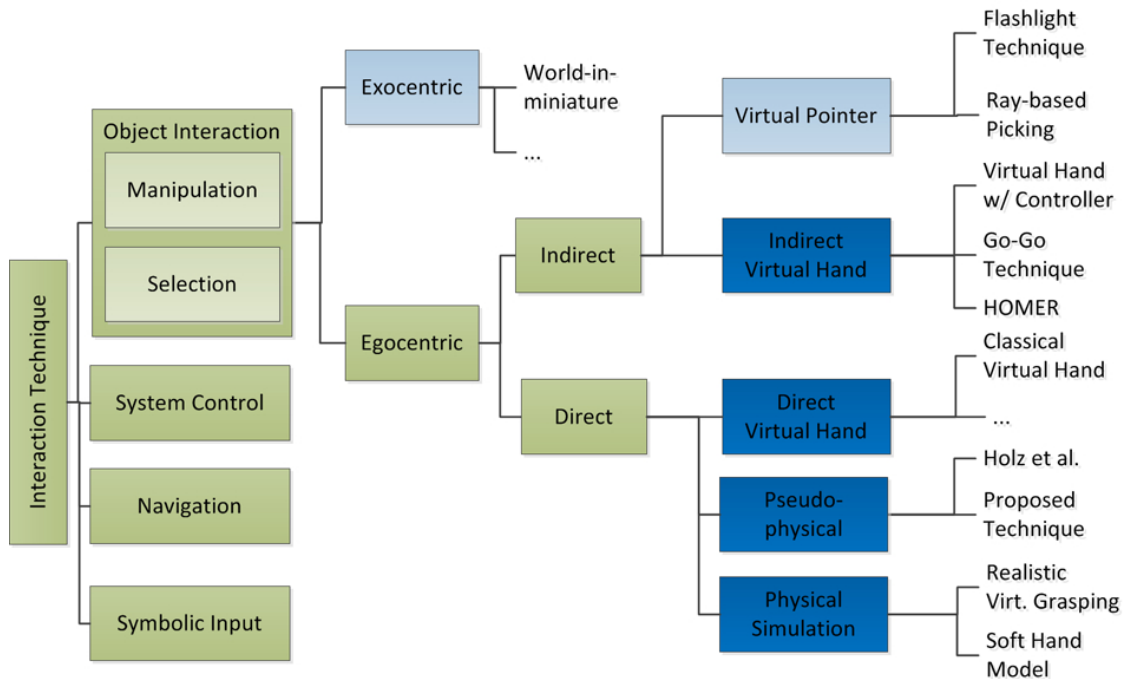 Interaction Technique
Object Interaction
Manipulation
Selection
System Control
Navigation
Symbolic Input
Exocentric
World-in-
miniature
...
Egocentric
Indirect
Direct
Virtual Pointer
Flashlight
Technique
Ray-based
Picking
Indirect
Virtual Hand
Virtual Hand
w/ Controller
Go-Go
Technique
HOMER
Direct
Virtual Hand
Classical
Virtual Hand
...
Pseudo-
physical
Holz et al.
Proposed
Technique
Physical
Simulation
Realistic
Virt. Grasping
Soft Hand
Model